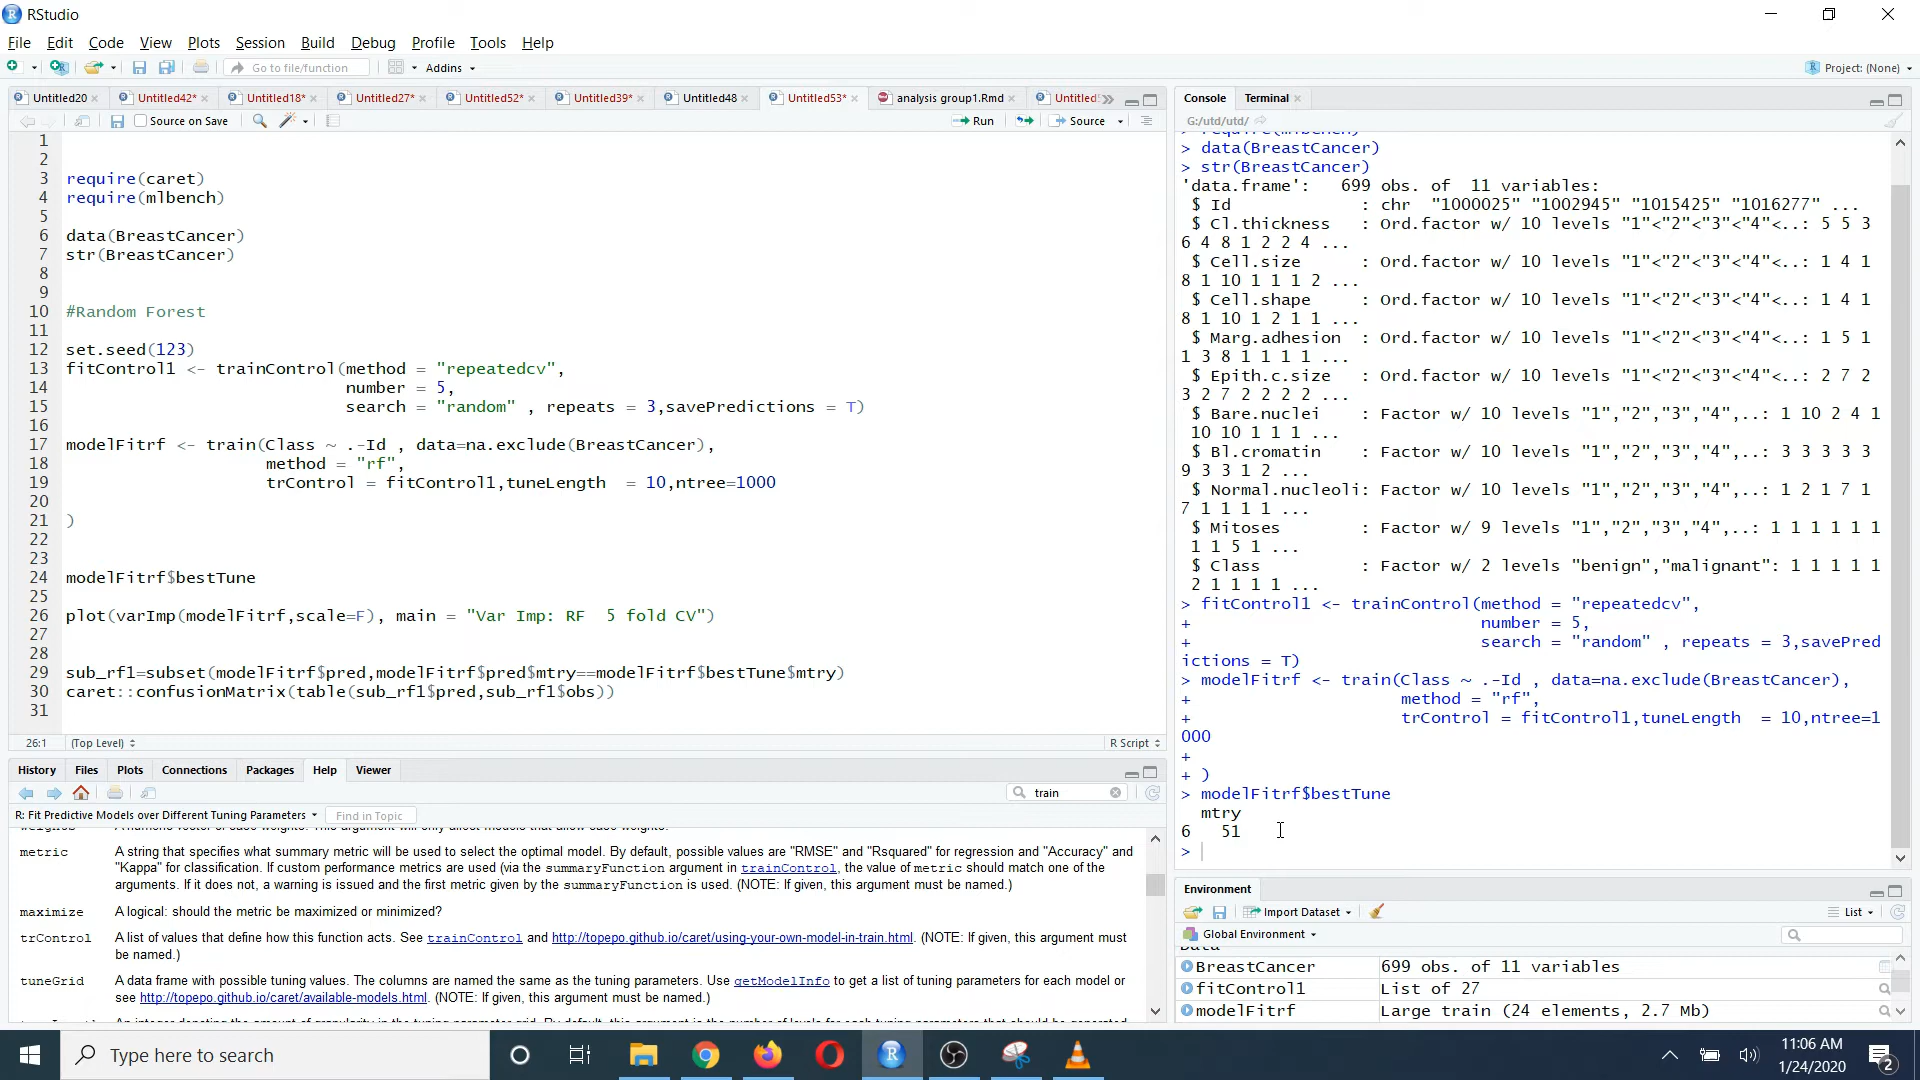 RStudio
File Edit Code View Plots Session Build Debug Profile Tools Help
Go to file/function Addins Project: (None)
Untitled20 Untitled42* Untitled18* Untitled27* Untitled52* Untitled39* Untitled48 Untitled53* analysis group1.Rmd Untitled
Source on Save Run Source
1
2
3 require(caret)
4 require(mlbench)
5
6 data(BreastCancer)
7 str(BreastCancer)
8
9
10 #Random Forest
11
12 set.seed(123)
13 fitControl1 <- trainControl(method = "repeatedcv",
14 number = 5,
15 search = "random" , repeats = 3,savePredictions = T)
16
17 modelFitrf <- train(Class ~ .-Id , data=na.exclude(BreastCancer),
18 method = "rf",
19 trControl = fitControl1,tuneLength  = 10,ntree=1000
20
21 )
22
23
24 modelFitrf$bestTune
25
26 plot(varImp(modelFitrf,scale=F), main = "Var Imp: RF  5 fold CV")
27
28
29 sub_rf1=subset(modelFitrf$pred,modelFitrf$pred$mtry==modelFitrf$bestTune$mtry)
30 caret::confusionMatrix(table(sub_rf1$pred,sub_rf1$obs))
31
26:1 (Top Level) R Script
History Files Plots Connections Packages Help Viewer
train
R: Fit Predictive Models over Different Tuning Parameters Find in Topic
weights A numeric vector of case weights. This argument will only affect models that allow case weights.
metric A string that specifies what summary metric will be used to select the optimal model. By default, possible values are "RMSE" and "Rsquared" for regression and "Accuracy" and
"Kappa" for classification. If custom performance metrics are used (via the summaryFunction argument in trainControl, the value of metric should match one of the
arguments. If it does not, a warning is issued and the first metric given by the summaryFunction is used. (NOTE: If given, this argument must be named.)
maximize A logical: should the metric be maximized or minimized?
trControl A list of values that define how this function acts. See trainControl and http://topepo.github.io/caret/using-your-own-model-in-train.html. (NOTE: If given, this argument must
be named.)
tuneGrid A data frame with possible tuning values. The columns are named the same as the tuning parameters. Use getModelInfo to get a list of tuning parameters for each model or
see http://topepo.github.io/caret/available-models.html. (NOTE: If given, this argument must be named.)
Console Terminal
G:/utd/utd/
> require(mlbench)
> data(BreastCancer)
> str(BreastCancer)
'data.frame':   699 obs. of  11 variables:
$ Id : chr  "1000025" "1002945" "1015425" "1016277" ...
$ Cl.thickness : Ord.factor w/ 10 levels "1"<"2"<"3"<"4"<..: 5 5 3
6 4 8 1 2 2 4 ...
$ Cell.size : Ord.factor w/ 10 levels "1"<"2"<"3"<"4"<..: 1 4 1
8 1 10 1 1 1 2 ...
$ Cell.shape : Ord.factor w/ 10 levels "1"<"2"<"3"<"4"<..: 1 4 1
8 1 10 1 2 1 1 ...
$ Marg.adhesion : Ord.factor w/ 10 levels "1"<"2"<"3"<"4"<..: 1 5 1
1 3 8 1 1 1 1 ...
$ Epith.c.size : Ord.factor w/ 10 levels "1"<"2"<"3"<"4"<..: 2 7 2
3 2 7 2 2 2 2 ...
$ Bare.nuclei : Factor w/ 10 levels "1","2","3","4",..: 1 10 2 4 1
10 10 1 1 1 ...
$ Bl.cromatin : Factor w/ 10 levels "1","2","3","4",..: 3 3 3 3 3
9 3 3 1 2 ...
$ Normal.nucleoli: Factor w/ 10 levels "1","2","3","4",..: 1 2 1 7 1
7 1 1 1 1 ...
$ Mitoses : Factor w/ 9 levels "1","2","3","4",..: 1 1 1 1 1 1
1 1 5 1 ...
$ Class : Factor w/ 2 levels "benign","malignant": 1 1 1 1 1
2 1 1 1 1 ...
> fitControl1 <- trainControl(method = "repeatedcv",
+ number = 5,
+ search = "random" , repeats = 3,savePred
ictions = T)
> modelFitrf <- train(Class ~ .-Id , data=na.exclude(BreastCancer),
+ method = "rf",
+ trControl = fitControl1,tuneLength  = 10,ntree=1
000
+
+ )
> modelFitrf$bestTune
mtry
6 51
>
Environment
Import Dataset List
Global Environment
Data
BreastCancer 699 obs. of 11 variables
fitControl1 List of 27
modelFitrf Large train (24 elements, 2.7 Mb)
Type here to search
11:06 AM
1/24/2020
2